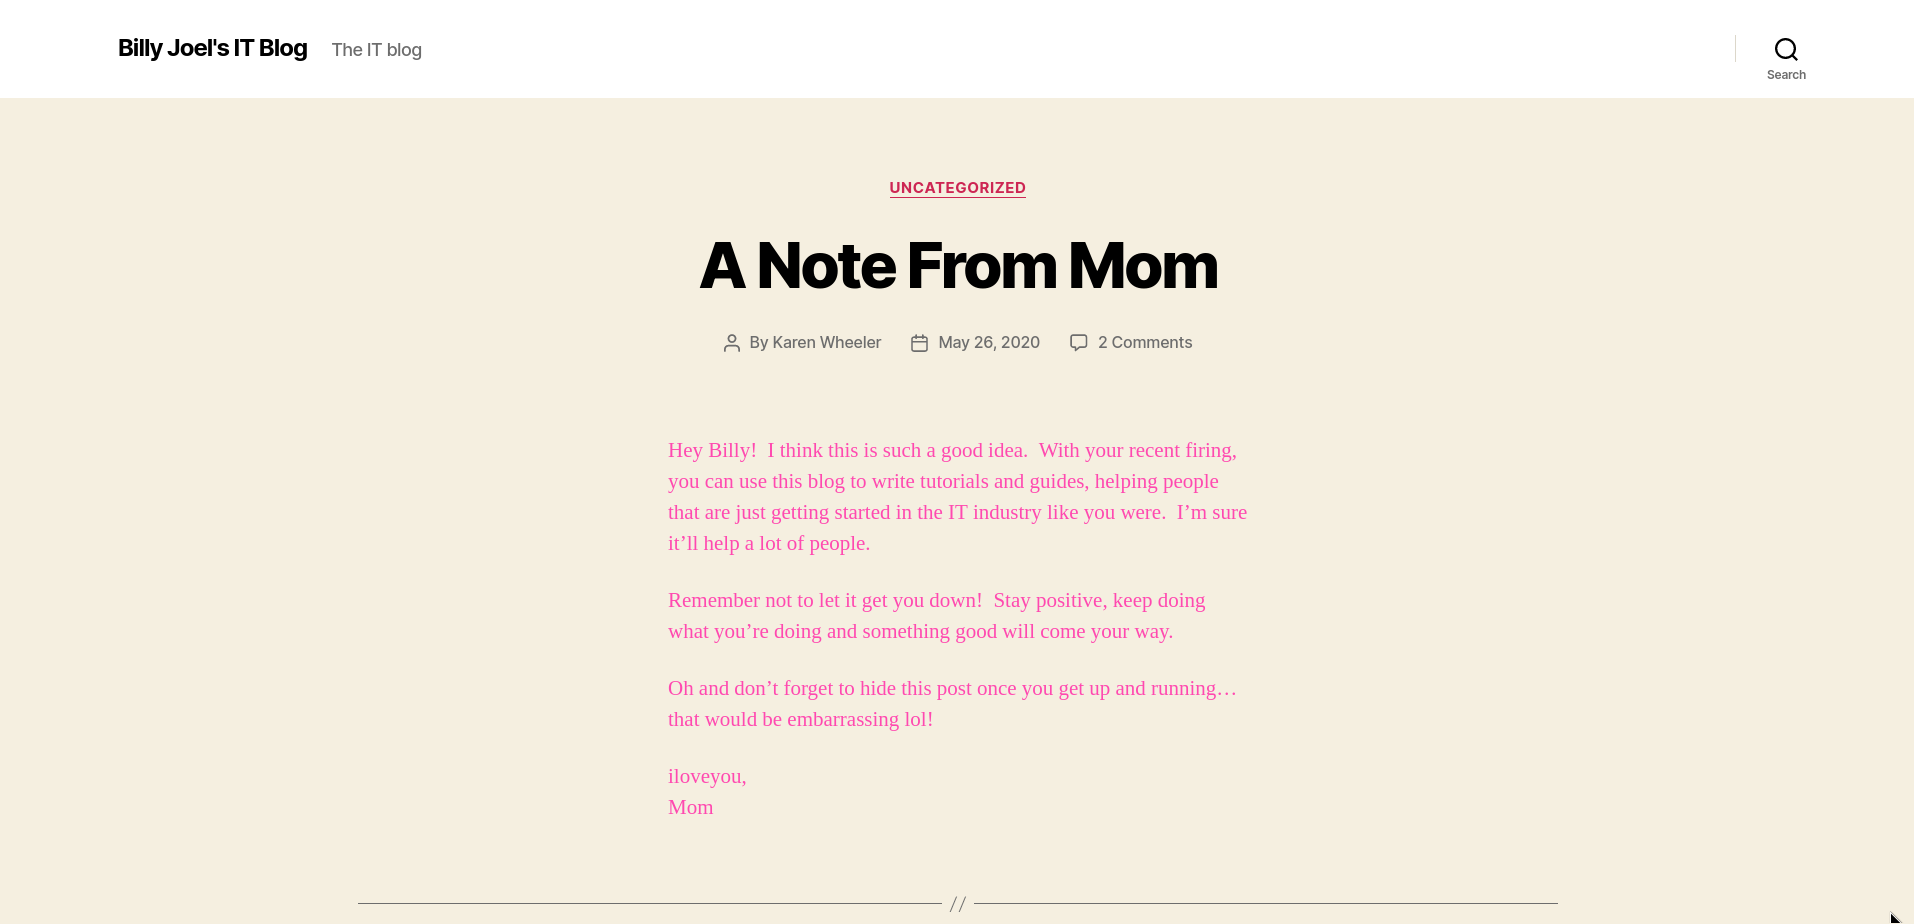 Billy Joel's IT Blog The IT blog
Search
UNCATEGORIZED
A Note From Mom
By Karen Wheeler May 26, 2020 2 Comments
Hey Billy!  I think this is such a good idea.  With your recent firing,
you can use this blog to write tutorials and guides, helping people
that are just getting started in the IT industry like you were.  I’m sure
it’ll help a lot of people.
Remember not to let it get you down!  Stay positive, keep doing
what you’re doing and something good will come your way.
Oh and don’t forget to hide this post once you get up and running…
that would be embarrassing lol!
iloveyou,
Mom
//